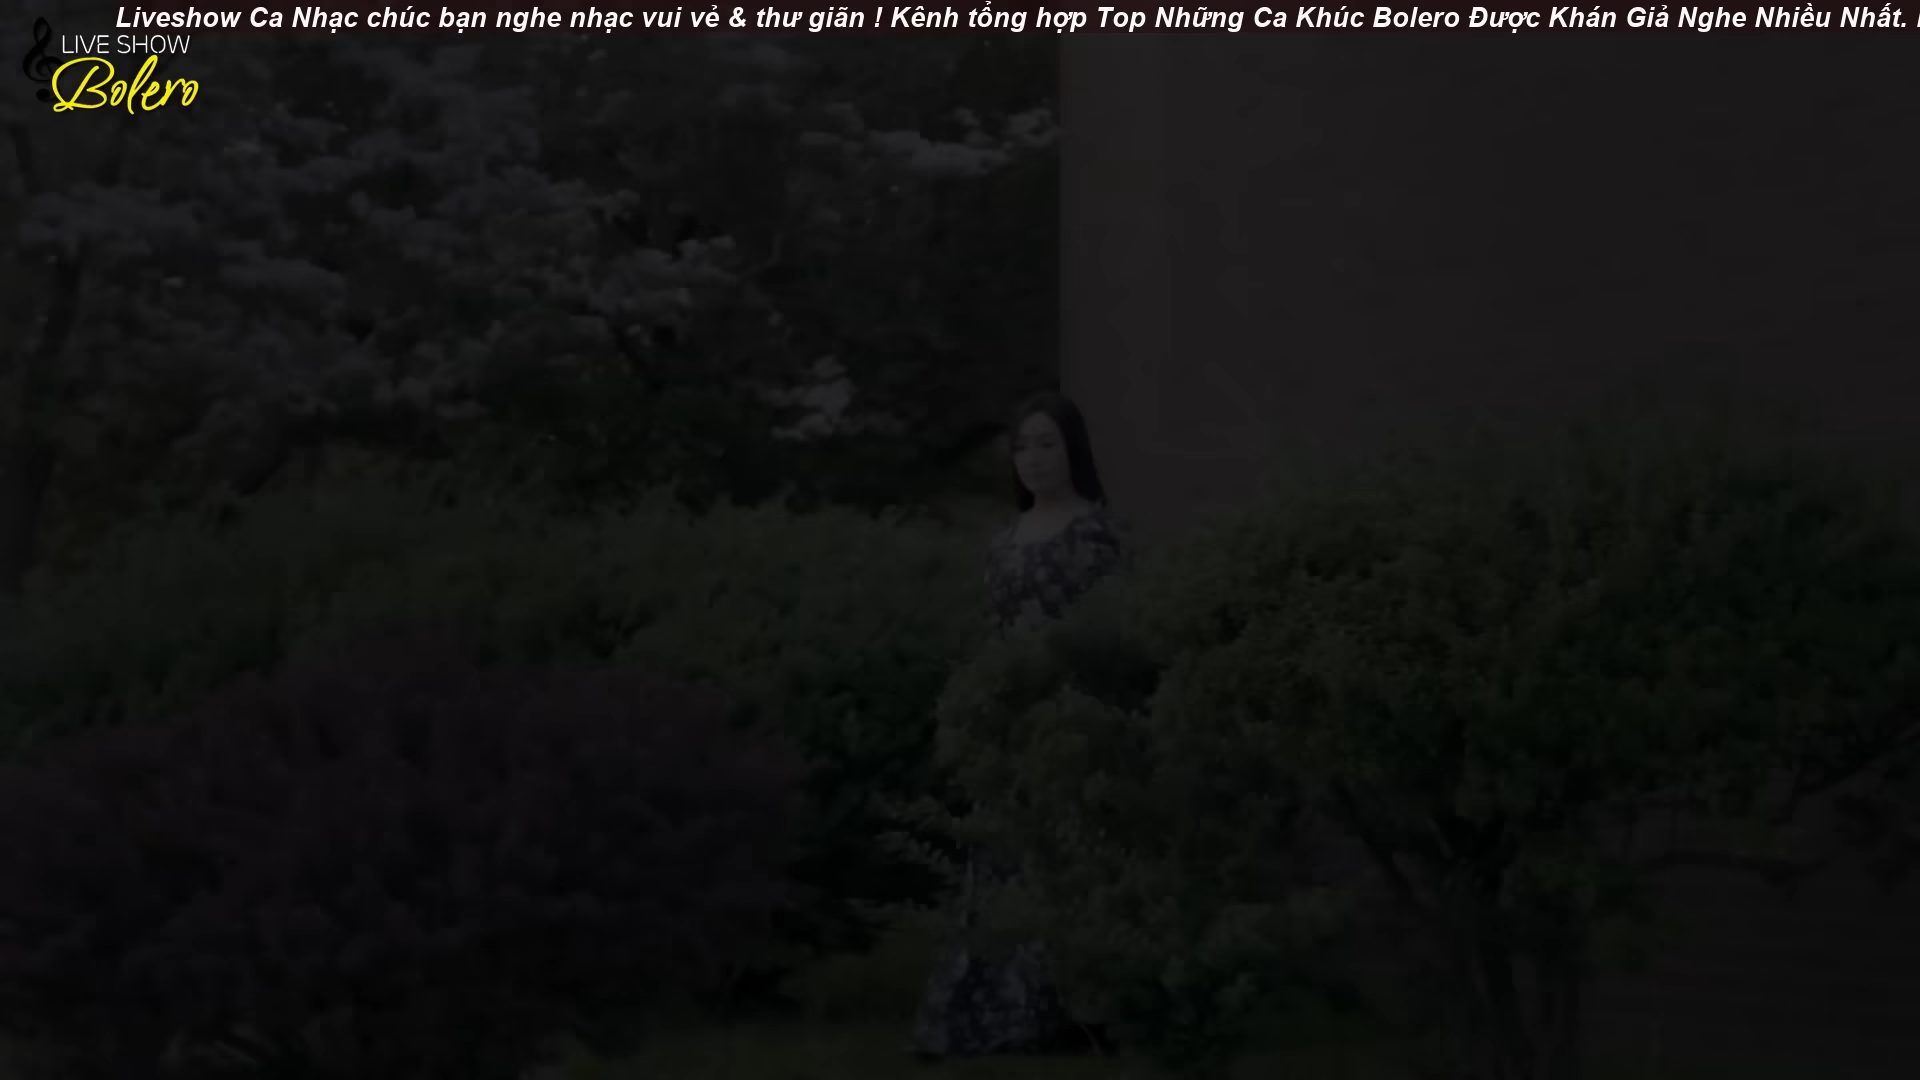 Liveshow Ca Nhạc chúc bạn nghe nhạc vui vẻ & thư giãn ! Kênh tổng hợp Top Những Ca Khúc Bolero Được Khán Giả Nghe Nhiều Nhất.
LIVE SHOW
Bolero